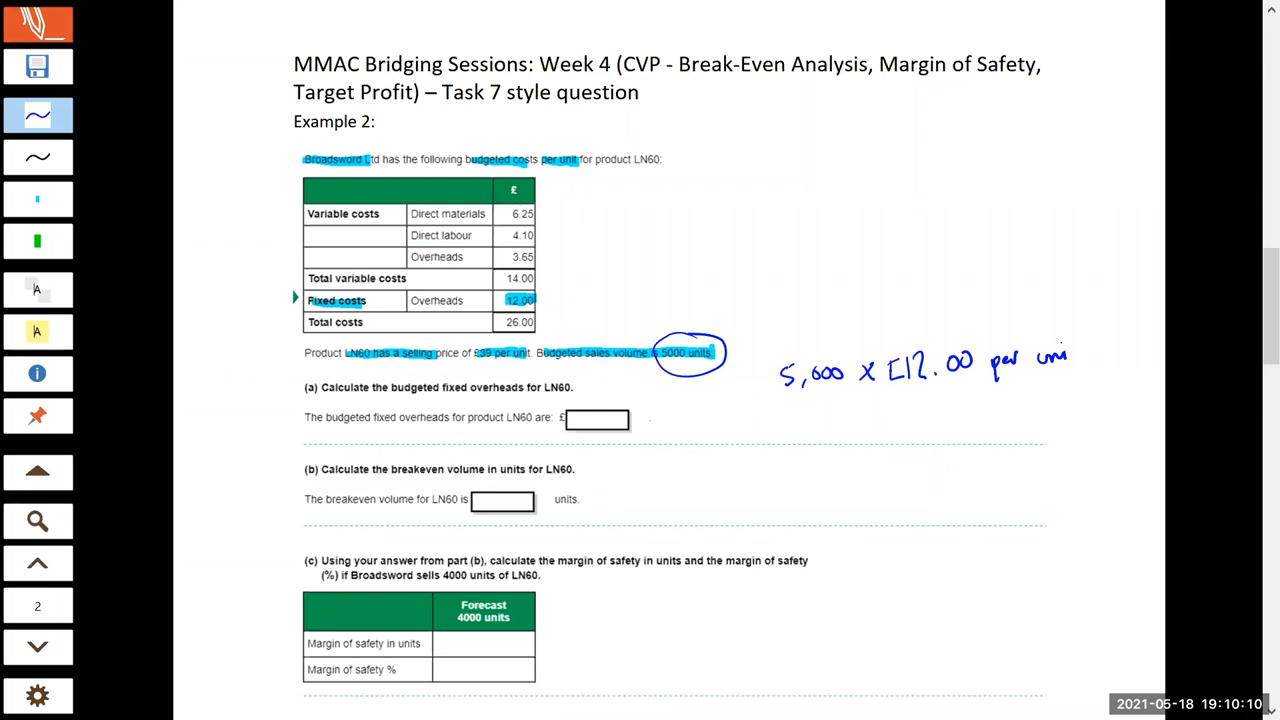 MMAC Bridging Sessions: Week 4 (CVP - Break-Even Analysis, Margin of Safety,
Target Profit) – Task 7 style question
Example 2:
Broadsword Ltd has the following budgeted costs per unit for product LN60:
£
Variable costs Direct materials 6.25
Direct labour 4.10
Overheads 3.65
Total variable costs 14.00
Fixed costs Overheads 12.00
Total costs 26.00
Product LN60 has a selling price of £39 per unit. Budgeted sales volume is 5000 units
5,000 x £12.00 per uni
(a) Calculate the budgeted fixed overheads for LN60.
The budgeted fixed overheads for product LN60 are: £ .
(b) Calculate the breakeven volume in units for LN60.
The breakeven volume for LN60 is units.
(c) Using your answer from part (b), calculate the margin of safety in units and the margin of safety
(%) if Broadsword sells 4000 units of LN60.
Forecast
4000 units
Margin of safety in units
Margin of safety %
A
A
2
2021-05-18 19:10:10